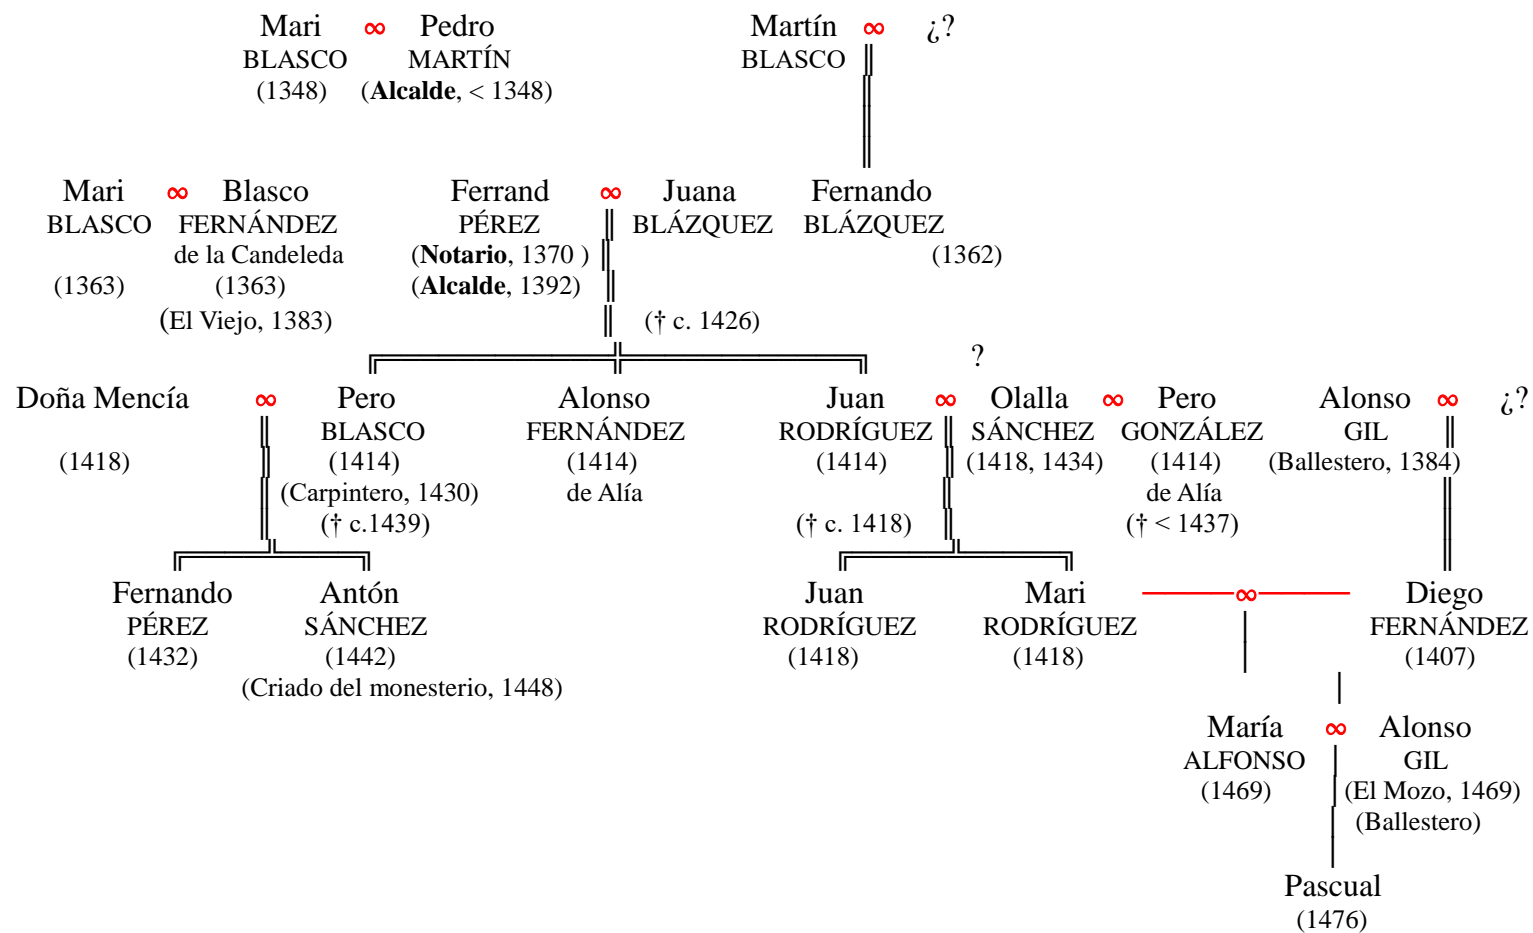 Mari ∞ Pedro Martín ∞ ¿?
BLASCO MARTÍN BLASCO
(1348) (Alcalde, < 1348)
Mari ∞ Blasco Ferrand ∞ Juana Fernando
BLASCO FERNÁNDEZ PÉREZ BLÁZQUEZ BLÁZQUEZ
de la Candeleda (Notario, 1370 ) (1362)
(1363) (1363) (Alcalde, 1392)
(El Viejo, 1383) († c. 1426)
?
Doña Mencía ∞ Pero Alonso Juan ∞ Olalla ∞ Pero Alonso ∞ ¿?
BLASCO FERNÁNDEZ RODRÍGUEZ SÁNCHEZ GONZÁLEZ GIL
(1418) (1414) (1414) (1414) (1418, 1434) (1414) (Ballestero, 1384)
(Carpintero, 1430) de Alía de Alía
(† c.1439) († c. 1418) († < 1437)
Fernando Antón Juan Mari ∞ Diego
PÉREZ SÁNCHEZ RODRÍGUEZ RODRÍGUEZ FERNÁNDEZ
(1432) (1442) (1418) (1418) (1407)
(Criado del monesterio, 1448)
María ∞ Alonso
ALFONSO GIL
(1469) (El Mozo, 1469)
(Ballestero)
Pascual
(1476)